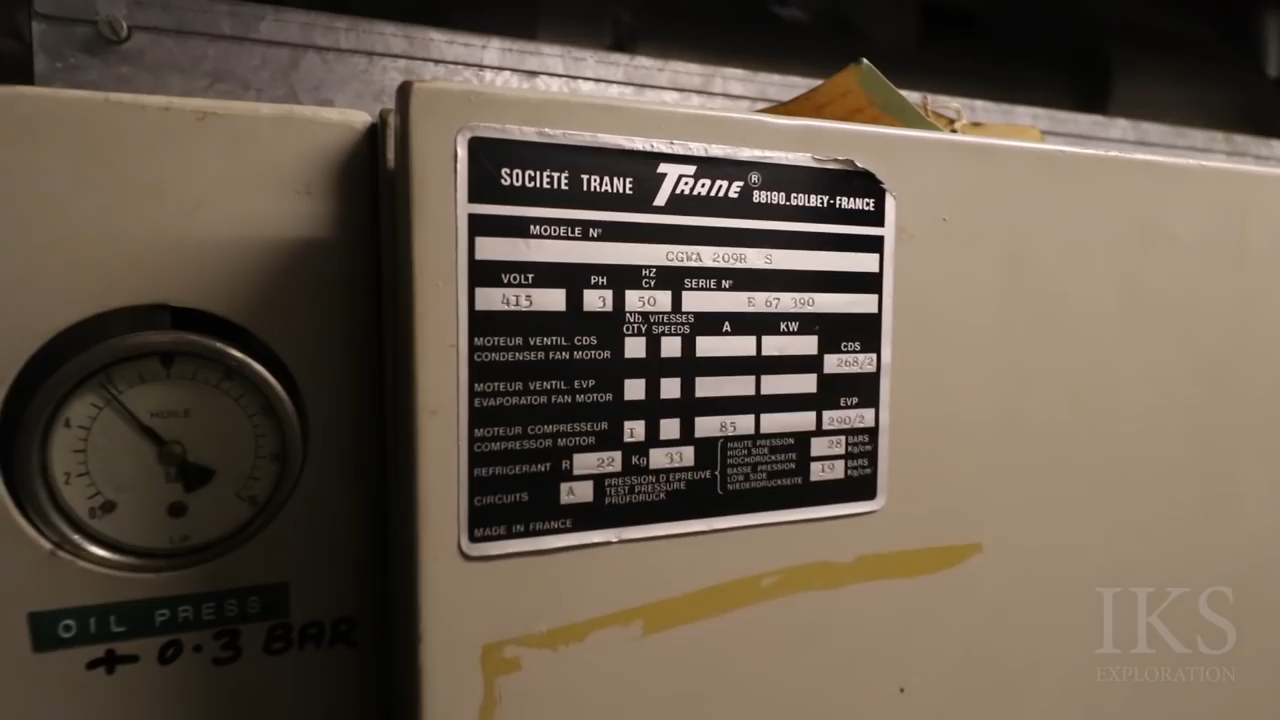 SOCIÉTÉ TRANE TRANE® 88190_GOLBEY-FRANCE
MODELE Nº
CGWA 209R S
VOLT PH HZ CY SERIE Nº
415 3 50 E 67 390
Nb. VITESSES
QTY SPEEDS A KW
MOTEUR VENTIL. CDS
CONDENSER FAN MOTOR
CDS
268/2
MOTEUR VENTIL. EVP
EVAPORATOR FAN MOTOR
EVP
290/2
MOTEUR COMPRESSEUR
COMPRESSOR MOTOR
I 85
REFRIGERANT R 22 Kg 33
CIRCUITS A
PRESSION D'EPREUVE
TEST PRESSURE
PRÜFDRUCK
HAUTE PRESSION
HIGH SIDE
HOCHDRUCKSEITE
28 BARS
Kg/cm²
BASSE PRESSION
LOW SIDE
NIEDERDRUCKSEITE
19 BARS
Kg/cm²
MADE IN FRANCE
HUILE
4
2
OIL PRESS
+ 0.3 BAR
IKS
EXPLORATION